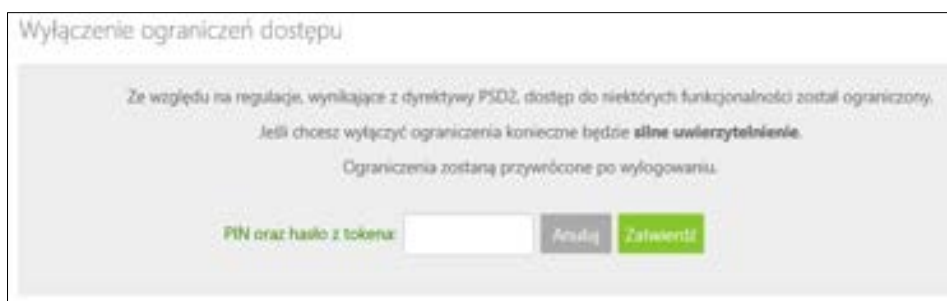 Wyłączenie ograniczeń dostępu
Ze względu na regulacje, wynikające z dyrektywy PSD2, dostęp do niektórych funkcjonalności został ograniczony.
Jeśli chcesz wyłączyć ograniczenia konieczne będzie silne uwierzytelnienie.
Ograniczenia zostaną przywrócone po wylogowaniu.
PIN oraz hasło z tokena: Anuluj Zatwierdź